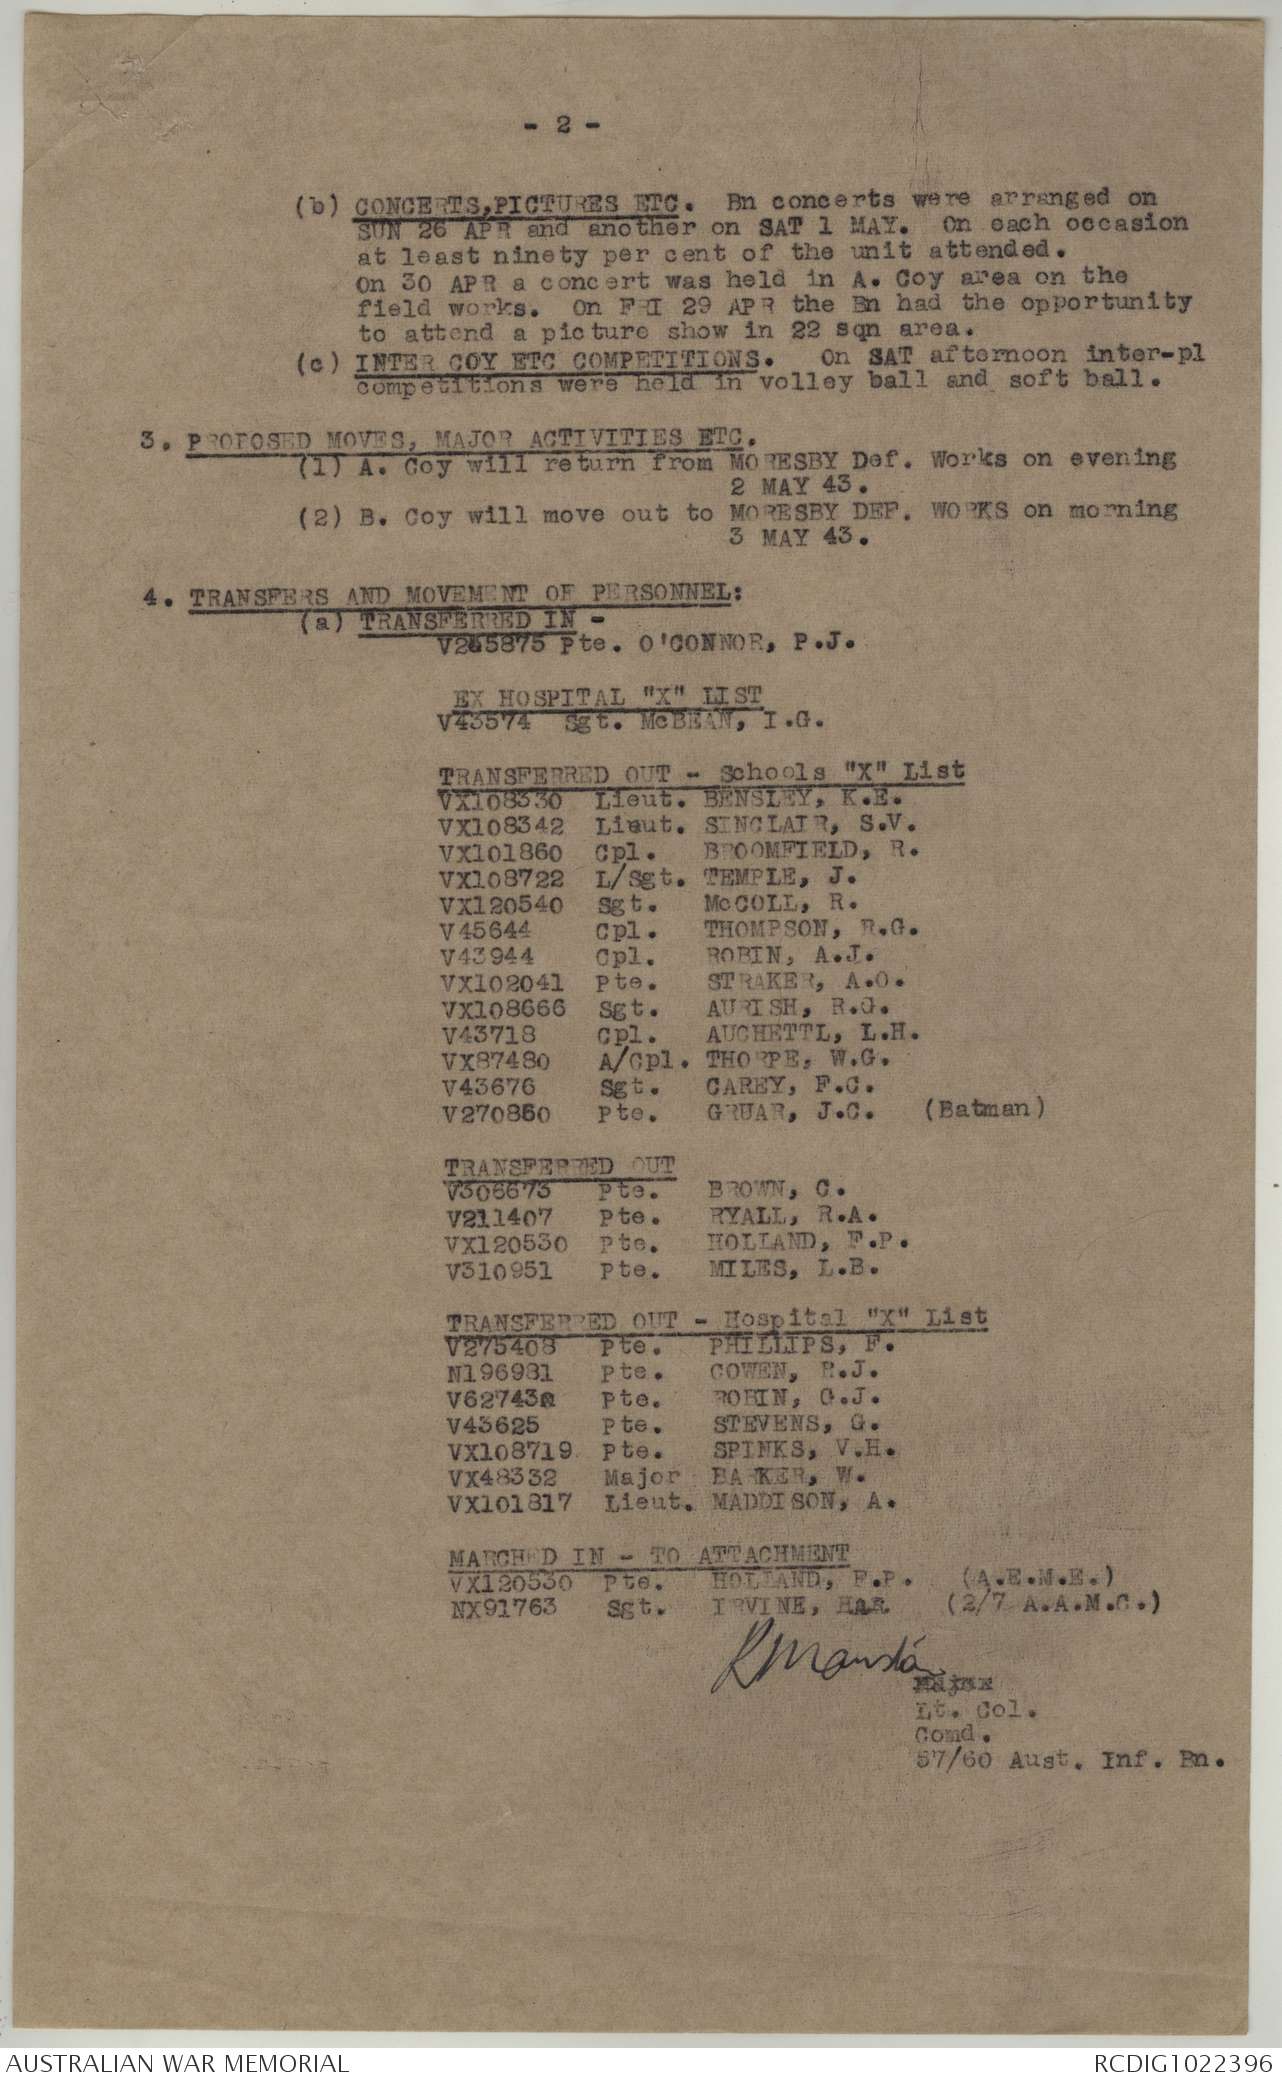 - 2 -
(b) CONCERTS,PICTURES ETC. Bn concerts were arranged on
SUN 26 APR and another on SAT 1 MAY. On each occasion
at least ninety per cent of the unit attended.
On 30 APR a concert was held in A. Coy area on the
field works. On FRI 29 APR the Bn had the opportunity
to attend a picture show in 22 sqn area.
(c) INTER COY ETC COMPETITIONS. On SAT afternoon inter-pl
competitions were held in volley ball and soft ball.
3. PROPOSED MOVES, MAJOR ACTIVITIES ETC.
(1) A. Coy will return from MORESBY Def. Works on evening
2 MAY 43.
(2) B. Coy will move out to MORESBY DEF. WORKS on morning
3 MAY 43.
4. TRANSFERS AND MOVEMENT OF PERSONNEL:
(a) TRANSFERRED IN -
V265875 Pte. O'CONNOR, P.J.
EX HOSPITAL "X" LIST
V43574 Sgt. McBEAN, I.G.
TRANSFERRED OUT - Schools "X" List
VX108330 Lieut. BENSLEY, K.E.
VX108342 Lieut. SINCLAIR, S.V.
VX101860 Cpl. BROOMFIELD, R.
VX108722 L/Sgt. TEMPLE, J.
VX120540 Sgt. McCOLL, R.
V45644 Cpl. THOMPSON, R.G.
V43944 Cpl. ROBIN, A.J.
VX102041 Pte. STRAKER, A.O.
VX108666 Sgt. AURISH, R.G.
V43718 Cpl. AUCHETTL, L.H.
VX87480 A/Cpl. THORPE, W.G.
V43676 Sgt. CAREY, F.C.
V270850 Pte. GRUAR, J.C. (Batman)
TRANSFERRED OUT
V306673 Pte. BROWN, C.
V211407 Pte. RYALL, R.A.
VX120530 Pte. HOLLAND, F.P.
V310951 Pte. MILES, L.B.
TRANSFERRED OUT - Hospital "X" List
V275408 Pte. PHILLIPS, F.
N196981 Pte. COWEN, R.J.
Pte. ROBIN, G.J.
V43625 Pte. STEVENS, G.
VX108719 Pte. SPINKS, V.H.
VX48332 Major BARKER, W.
VX101817 Lieut. MADDISON, A.
MARCHED IN - TO ATTACHMENT
VX120530 Pte. HOLLAND, F.P. (A.E.M.E.)
NX91763 Sgt. IRVINE, HAR (2/7 A.A.M.C.)
Major
Lt. Col.
Comd.
57/60 Aust. Inf. Bn.
AUSTRALIAN WAR MEMORIAL
RCDIG1022396